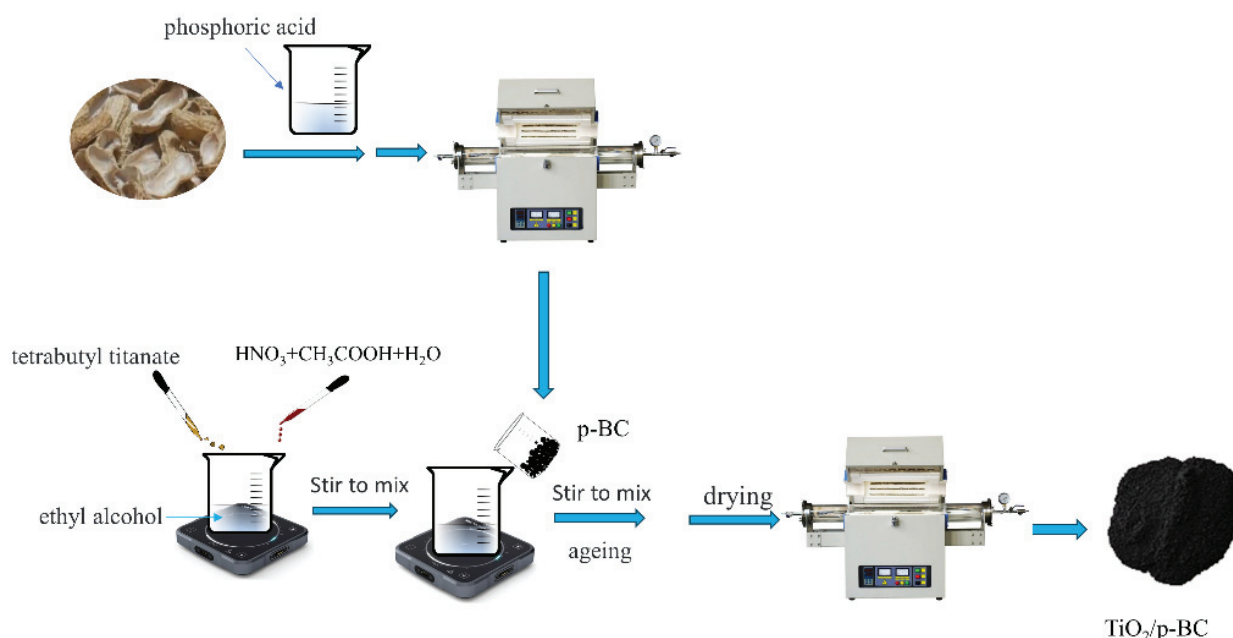 phosphoric acid
tetrabutyl titanate
HNO₃+CH₃COOH+H₂O
p-BC
ethyl alcohol
Stir to mix
Stir to mix
ageing
drying
TiO₂/p-BC